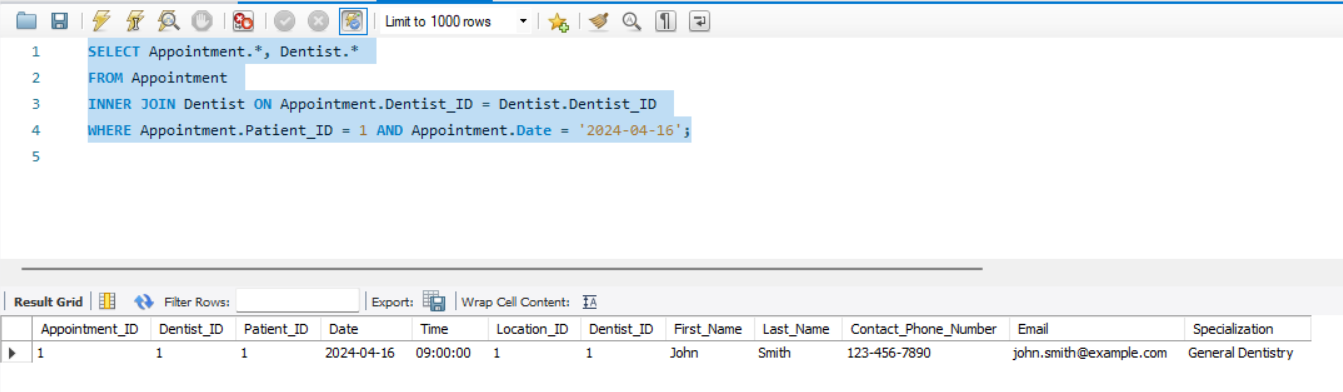 Limit to 1000 rows
1 SELECT Appointment.*, Dentist.*
2 FROM Appointment
3 INNER JOIN Dentist ON Appointment.Dentist_ID = Dentist.Dentist_ID
4 WHERE Appointment.Patient_ID = 1 AND Appointment.Date = '2024-04-16';
5
Result Grid Filter Rows: Export: Wrap Cell Content: IA
Appointment_ID Dentist_ID Patient_ID Date Time Location_ID Dentist_ID First_Name Last_Name Contact_Phone_Number Email Specialization
1 1 1 2024-04-16 09:00:00 1 1 John Smith 123-456-7890 john.smith@example.com General Dentistry